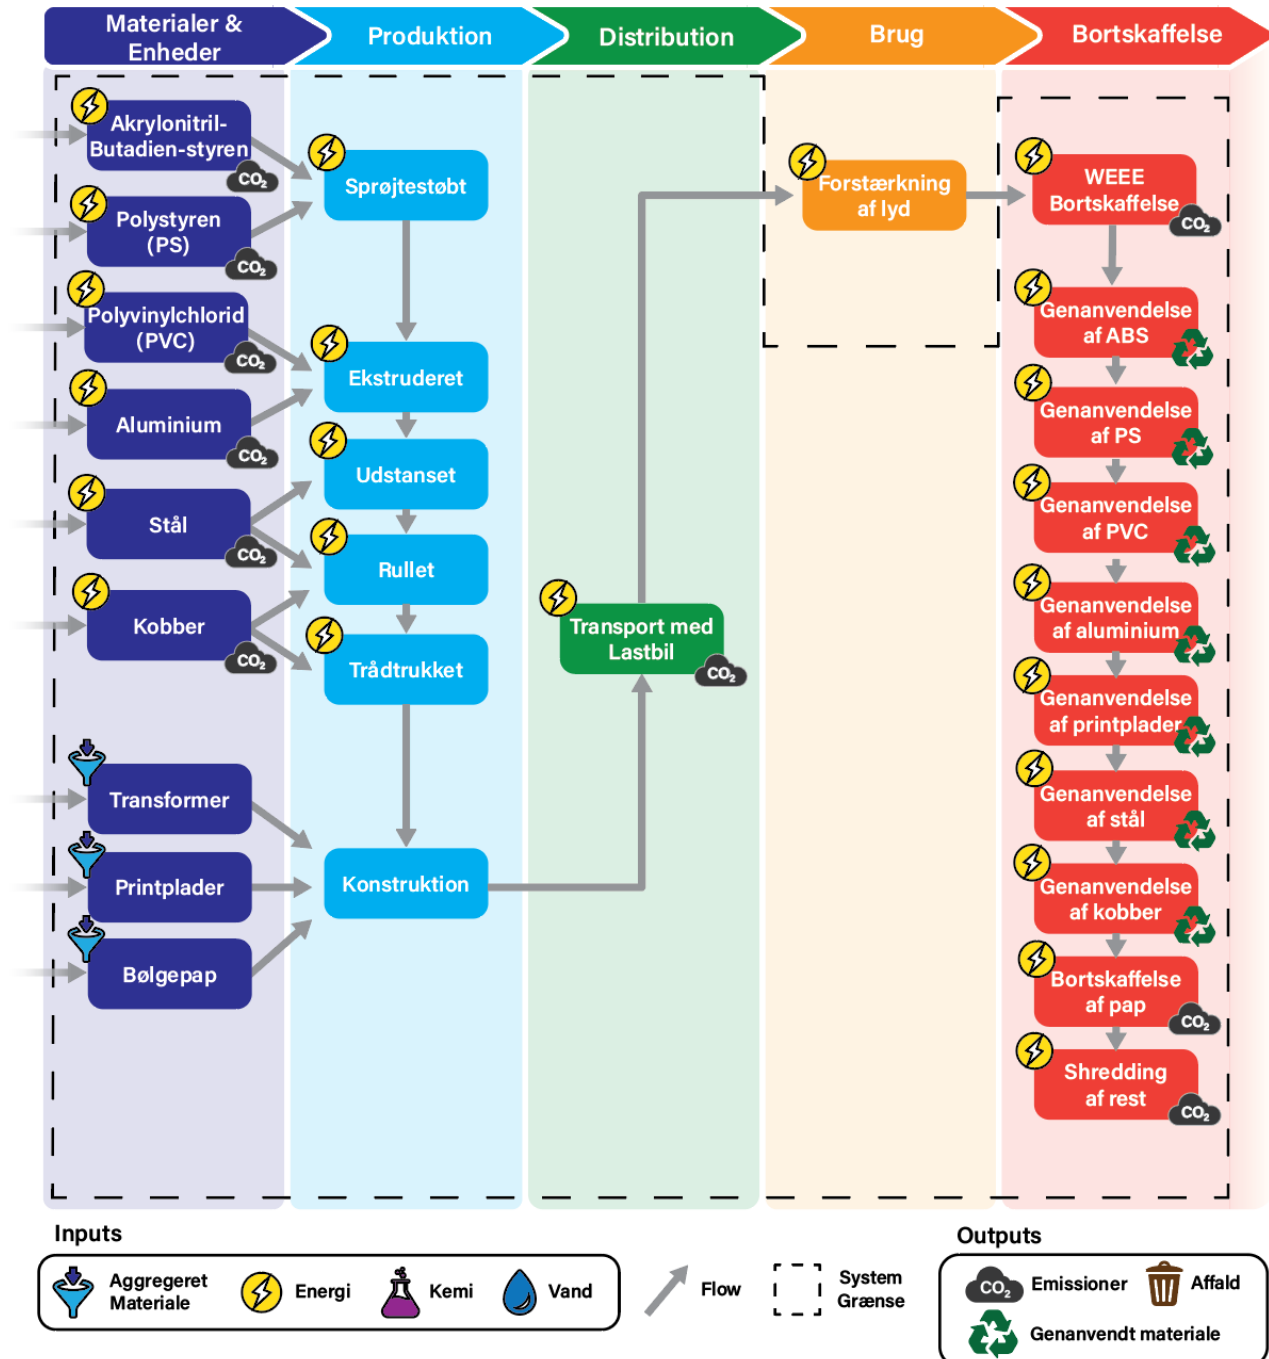 Materialer &
Enheder
Produktion
Distribution
Brug
Bortskaffelse
Akrylonitril-
Butadien-styren
CO₂
Polystyren
(PS)
CO₂
Polyvinylchlorid
(PVC)
CO₂
Aluminium
CO₂
Stål
CO₂
Kobber
CO₂
Transformer
Printplader
Bølgepap
Sprøjtestøbt
Ekstruderet
Udstanset
Rullet
Trådtrukket
Konstruktion
Transport med
Lastbil
CO₂
Forstærkning
af lyd
WEEE
Bortskaffelse
CO₂
Genanvendelse
af ABS
Genanvendelse
af PS
Genanvendelse
af PVC
Genanvendelse
af aluminium
Genanvendelse
af printplader
Genanvendelse
af stål
Genanvendelse
af kobber
Bortskaffelse
af pap
CO₂
Shredding
af rest
CO₂
Inputs
Aggregeret
Materiale
Energi
Kemi
Vand
Flow
System
Grænse
Outputs
CO₂
Emissioner
Affald
Genanvendt materiale